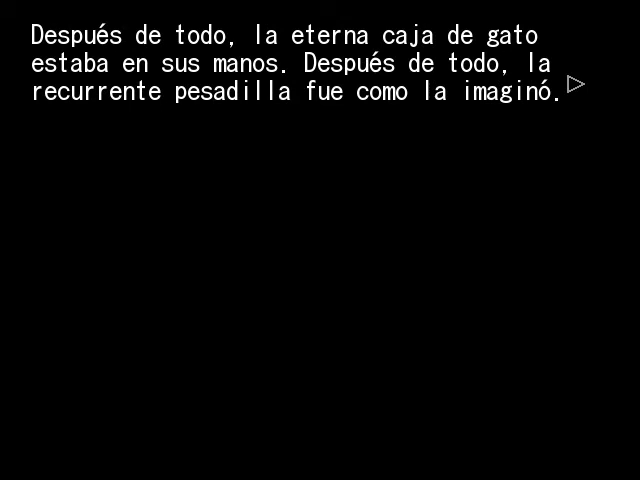 Después de todo, la eterna caja de gato
estaba en sus manos. Después de todo, la
recurrente pesadilla fue como la imaginó.